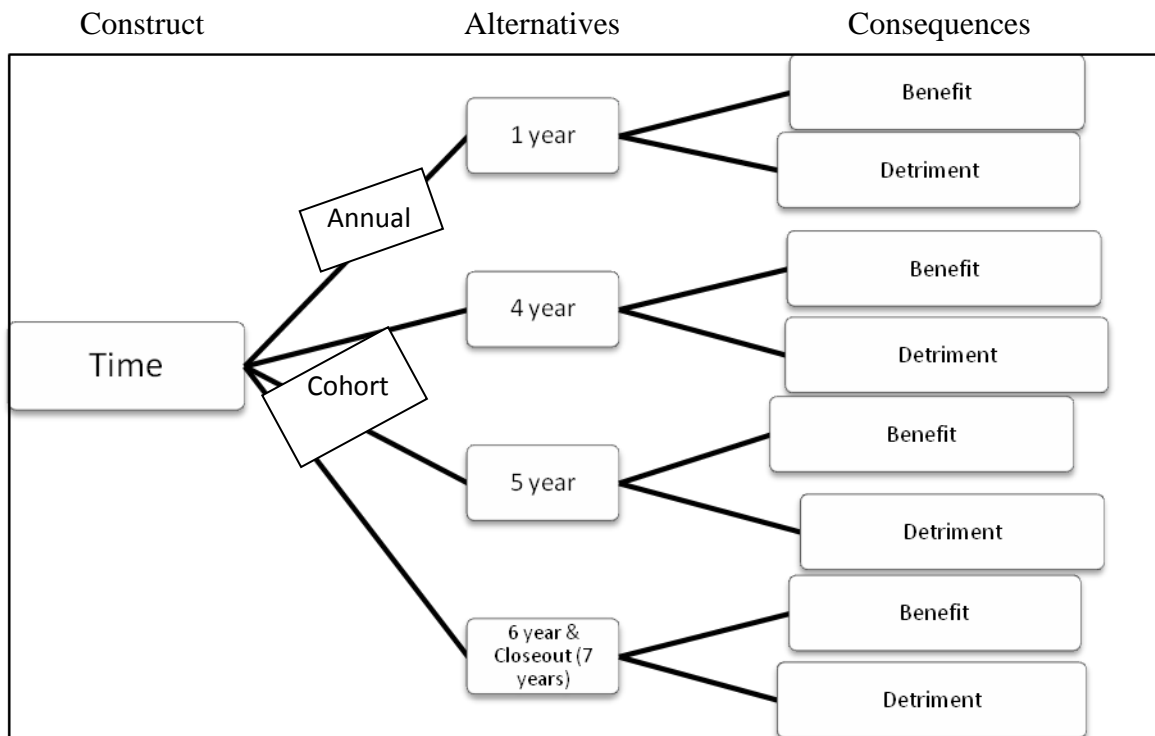 Construct Alternatives Consequences
Benefit
1 year
Detriment
Annual
Benefit
4 year
Detriment
Time
Cohort
Benefit
5 year
Detriment
Benefit
6 year &
Closeout (7
years)
Detriment